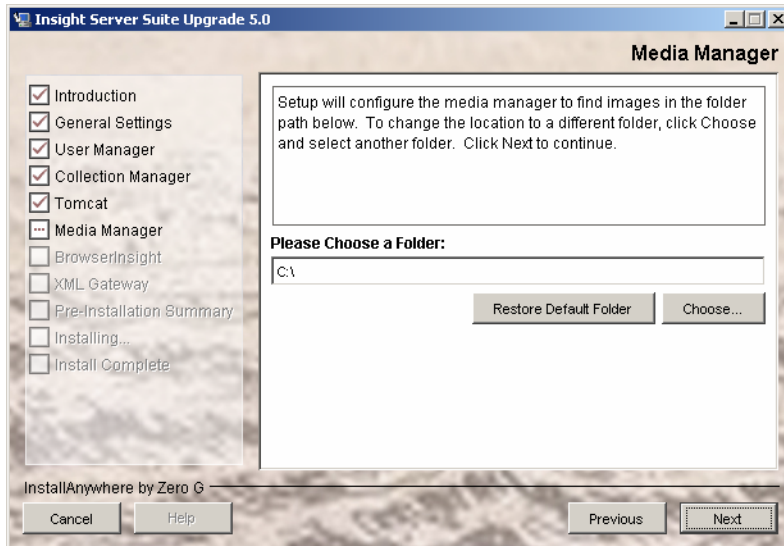 Insight Server Suite Upgrade 5.0
Media Manager
Introduction
General Settings
User Manager
Collection Manager
Tomcat
Media Manager
BrowserInsight
XML Gateway
Pre-Installation Summary
Installing...
Install Complete
Setup will configure the media manager to find images in the folder
path below.  To change the location to a different folder, click Choose
and select another folder.  Click Next to continue.
Please Choose a Folder:
C:\
Restore Default Folder
Choose...
InstallAnywhere by Zero G
Cancel
Help
Previous
Next